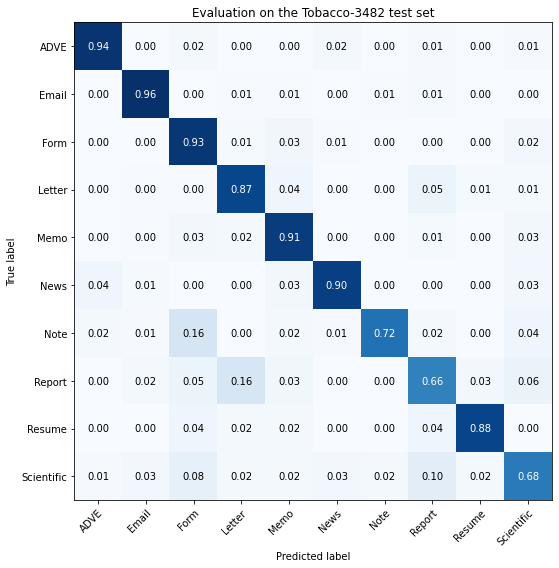 Evaluation on the Tobacco-3482 test set
True label
ADVE 0.94 0.00 0.02 0.00 0.00 0.02 0.00 0.01 0.00 0.01
Email 0.00 0.96 0.00 0.01 0.01 0.00 0.01 0.01 0.00 0.00
Form 0.00 0.00 0.93 0.01 0.03 0.01 0.00 0.00 0.00 0.02
Letter 0.00 0.00 0.00 0.87 0.04 0.00 0.00 0.05 0.01 0.01
Memo 0.00 0.00 0.03 0.02 0.91 0.00 0.00 0.01 0.00 0.03
News 0.04 0.01 0.00 0.00 0.03 0.90 0.00 0.00 0.00 0.03
Note 0.02 0.01 0.16 0.00 0.02 0.01 0.72 0.02 0.00 0.04
Report 0.00 0.02 0.05 0.16 0.03 0.00 0.00 0.66 0.03 0.06
Resume 0.00 0.00 0.04 0.02 0.02 0.00 0.00 0.04 0.88 0.00
Scientific 0.01 0.03 0.08 0.02 0.02 0.03 0.02 0.10 0.02 0.68
ADVE Email Form Letter Memo News Note Report Resume Scientific
Predicted label